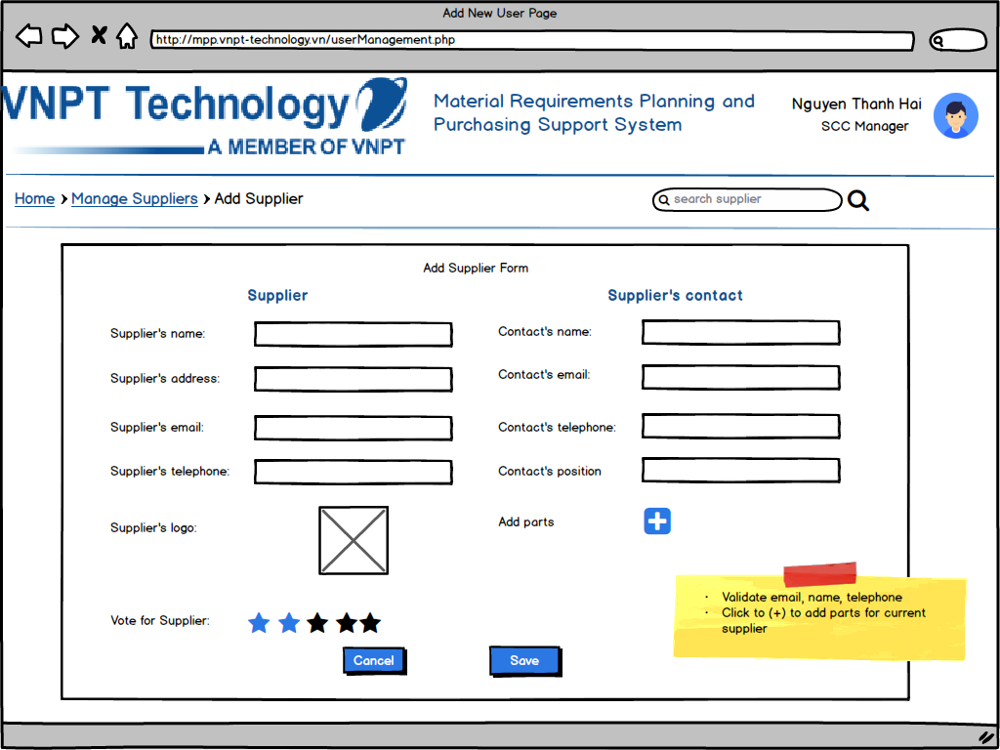 Add New User Page
http://mpp.vnpt-technology.vn/userManagement.php
VNPT Technology
A MEMBER OF VNPT
Material Requirements Planning and
Purchasing Support System
Nguyen Thanh Hai
SCC Manager
Home > Manage Suppliers > Add Supplier
search supplier
Add Supplier Form
Supplier
Supplier's contact
Supplier's name:
Contact's name:
Supplier's address:
Contact's email:
Supplier's email:
Contact's telephone:
Supplier's telephone:
Contact's position
Supplier's logo:
Add parts
· Validate email, name, telephone
· Click to (+) to add parts for current
supplier
Vote for Supplier:
Cancel
Save